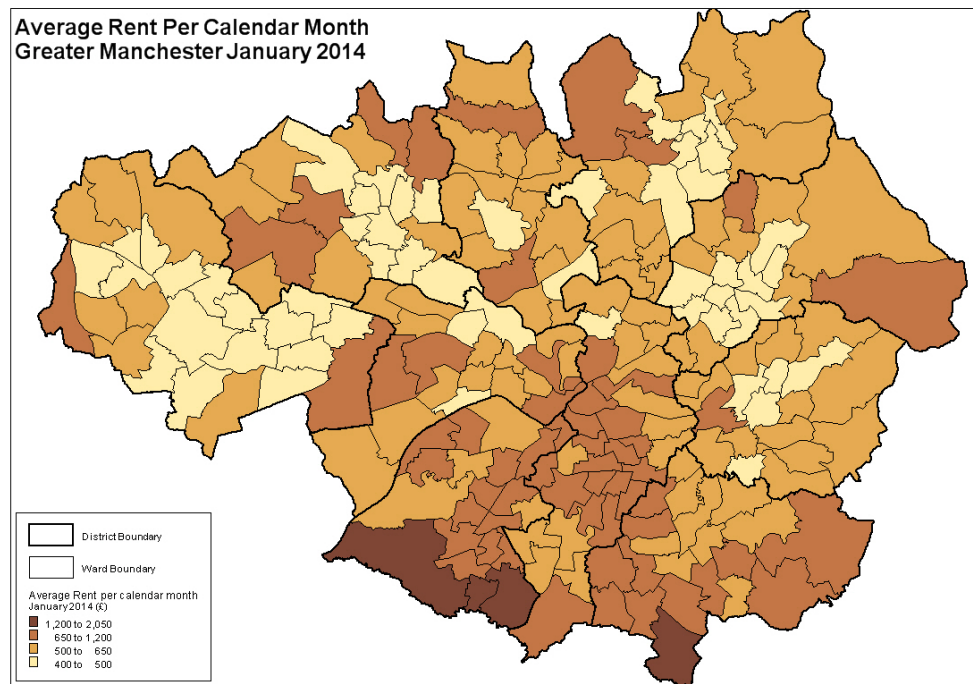 Average Rent Per Calendar Month
Greater Manchester January 2014
District Boundary
Ward Boundary
Average Rent per calendar month
January 2014 (£)
1,200 to 2,050
650 to 1,200
500 to 650
400 to 500